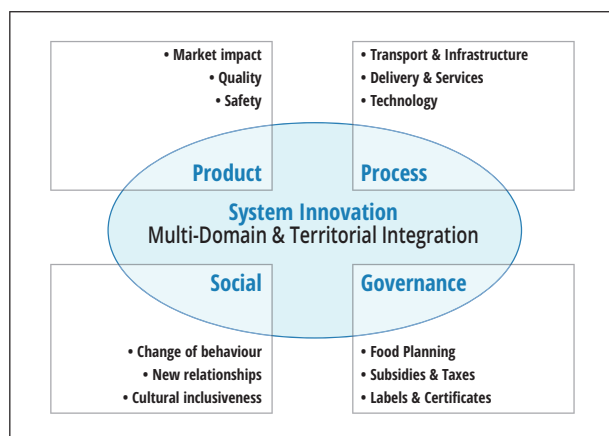 • Market impact
• Quality
• Safety
Product
• Transport & Infrastructure
• Delivery & Services
• Technology
Process
System Innovation
Multi-Domain & Territorial Integration
Social
• Change of behaviour
• New relationships
• Cultural inclusiveness
Governance
• Food Planning
• Subsidies & Taxes
• Labels & Certificates